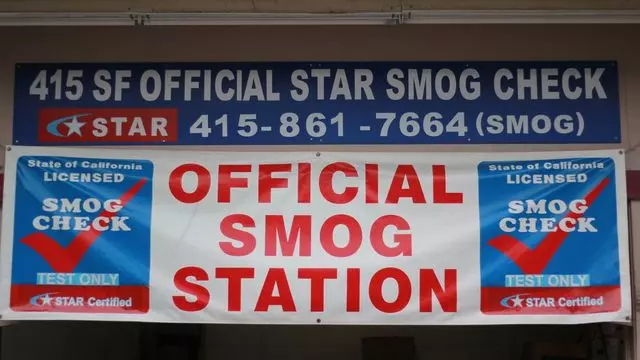 415 SF OFFICIAL STAR SMOG CHECK
STAR 415-861-7664 (SMOG)
State of California
LICENSED
SMOG
CHECK
TEST ONLY
STAR Certified
OFFICIAL
SMOG
STATION
State of California
LICENSED
SMOG
CHECK
TEST ONLY
STAR Certified